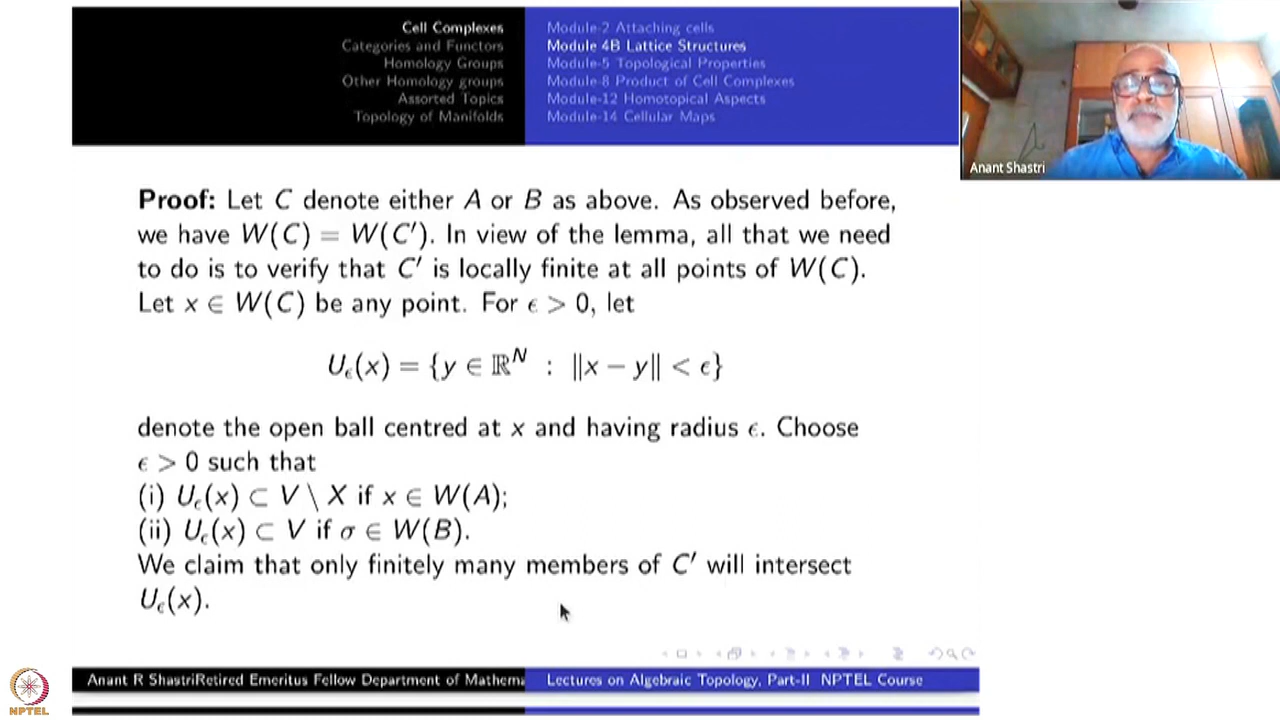 Cell Complexes
Categories and Functors
Homology Groups
Other Homology groups
Assorted Topics
Topology of Manifolds
Module-2 Attaching cells
Module 4B Lattice Structures
Module-5 Topological Properties
Module-8 Product of Cell Complexes
Module-12 Homotopical Aspects
Module-14 Cellular Maps
Anant Shastri
Proof: Let C denote either A or B as above. As observed before,
we have W(C) = W(C′). In view of the lemma, all that we need
to do is to verify that C′ is locally finite at all points of W(C).
Let x ∈ W(C) be any point. For ϵ > 0, let
U_ϵ(x) = {y ∈ ℝ^N : ‖x − y‖ < ϵ}
denote the open ball centred at x and having radius ϵ. Choose
ϵ > 0 such that
(i) U_ϵ(x) ⊂ V \ X if x ∈ W(A);
(ii) U_ϵ(x) ⊂ V if σ ∈ W(B).
We claim that only finitely many members of C′ will intersect
U_ϵ(x).
Anant R ShastriRetired Emeritus Fellow Department of Mathema
Lectures on Algebraic Topology, Part-II NPTEL Course
NPTEL